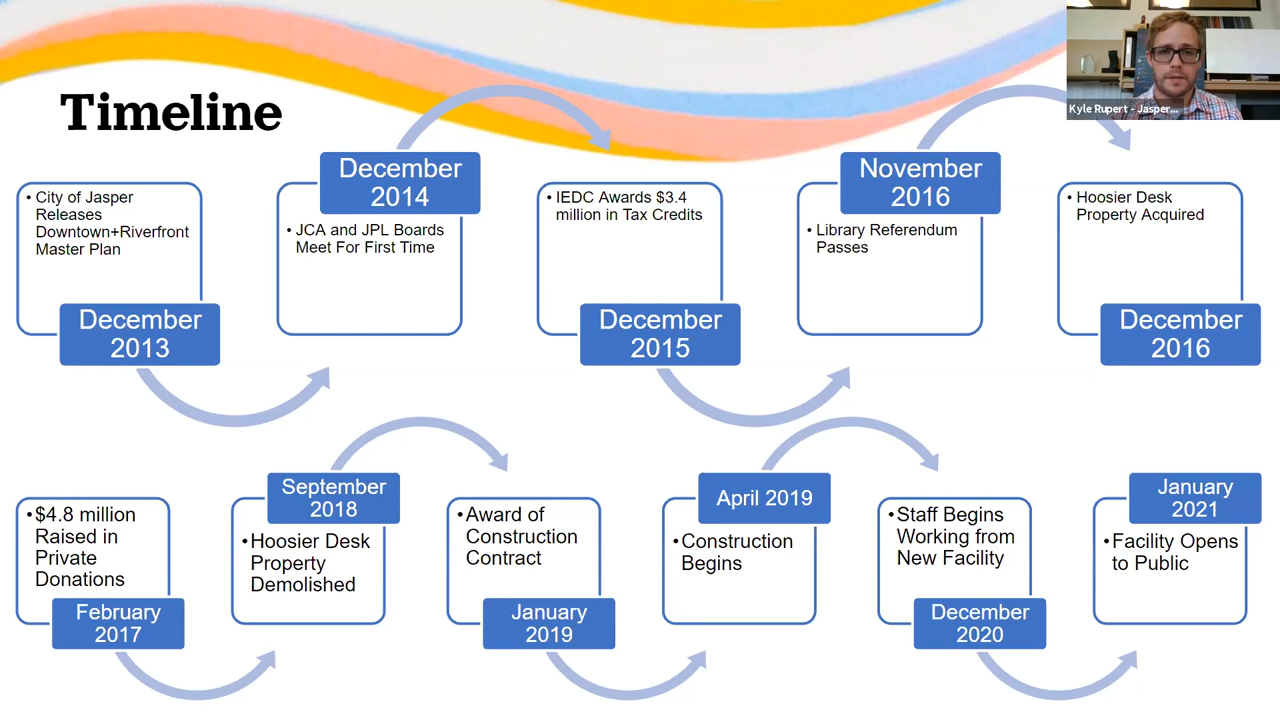 Kyle Rupert - Jasper...
Timeline
• City of Jasper
Releases
Downtown+Riverfront
Master Plan
December
2013
December
2014
• JCA and JPL Boards
Meet For First Time
• IEDC Awards $3.4
million in Tax Credits
December
2015
November
2016
• Library Referendum
Passes
• Hoosier Desk
Property Acquired
December
2016
• $4.8 million
Raised in
Private
Donations
February
2017
September
2018
• Hoosier Desk
Property
Demolished
• Award of
Construction
Contract
January
2019
April 2019
• Construction
Begins
• Staff Begins
Working from
New Facility
December
2020
January
2021
• Facility Opens
to Public